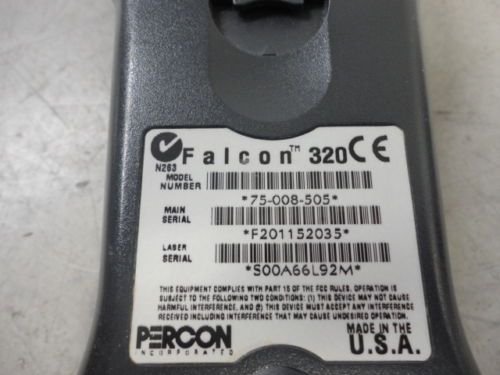 Falcon™ 320 CE
N263
MODEL NUMBER
*75-008-505*
MAIN SERIAL
*F201152035*
LASER SERIAL
*S00A66L92M*
THIS EQUIPMENT COMPLIES WITH PART 15 OF THE FCC RULES. OPERATION IS
SUBJECT TO THE FOLLOWING TWO CONDITIONS: (1) THIS DEVICE MAY NOT CAUSE
HARMFUL INTERFERENCE, AND (2) THIS DEVICE MUST ACCEPT ANY INTERFERENCE
RECEIVED INCLUDING INTERFERENCE THAT MAY CAUSE UNDESIRED OPERATION.
PERCON
INCORPORATED
MADE IN THE
U.S.A.